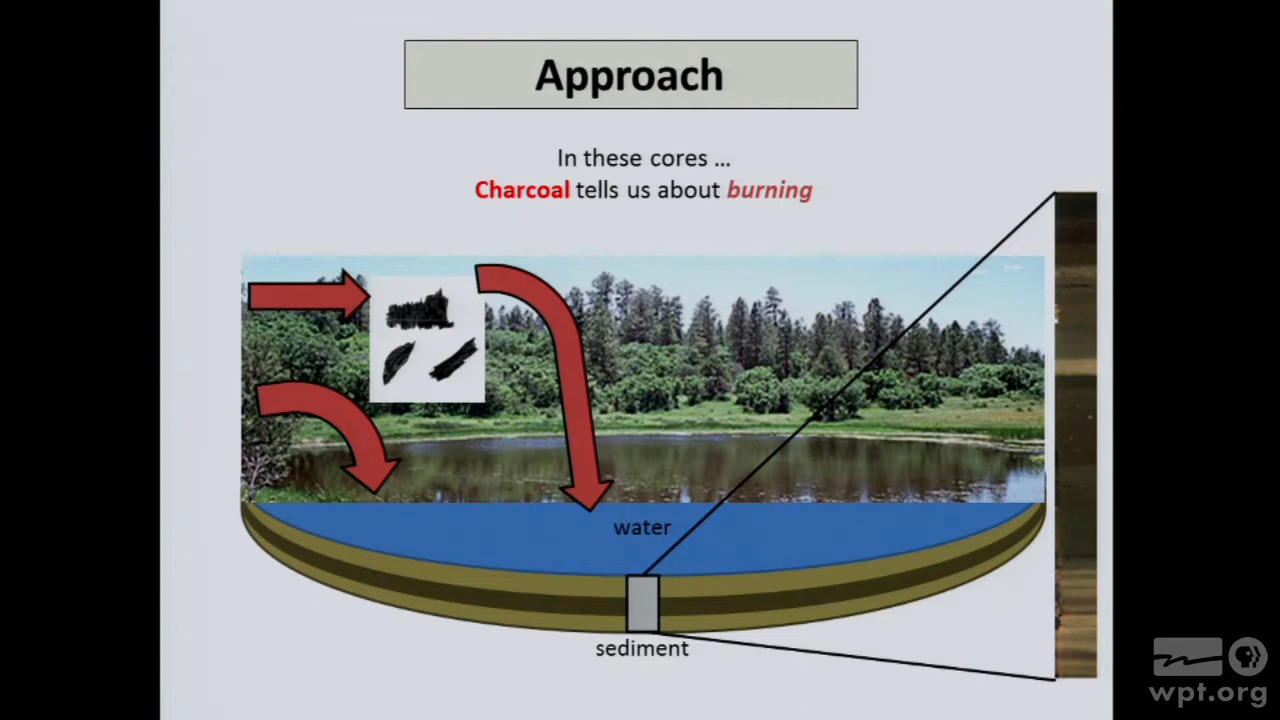 Approach
In these cores ...
Charcoal tells us about burning
water
sediment
wpt.org